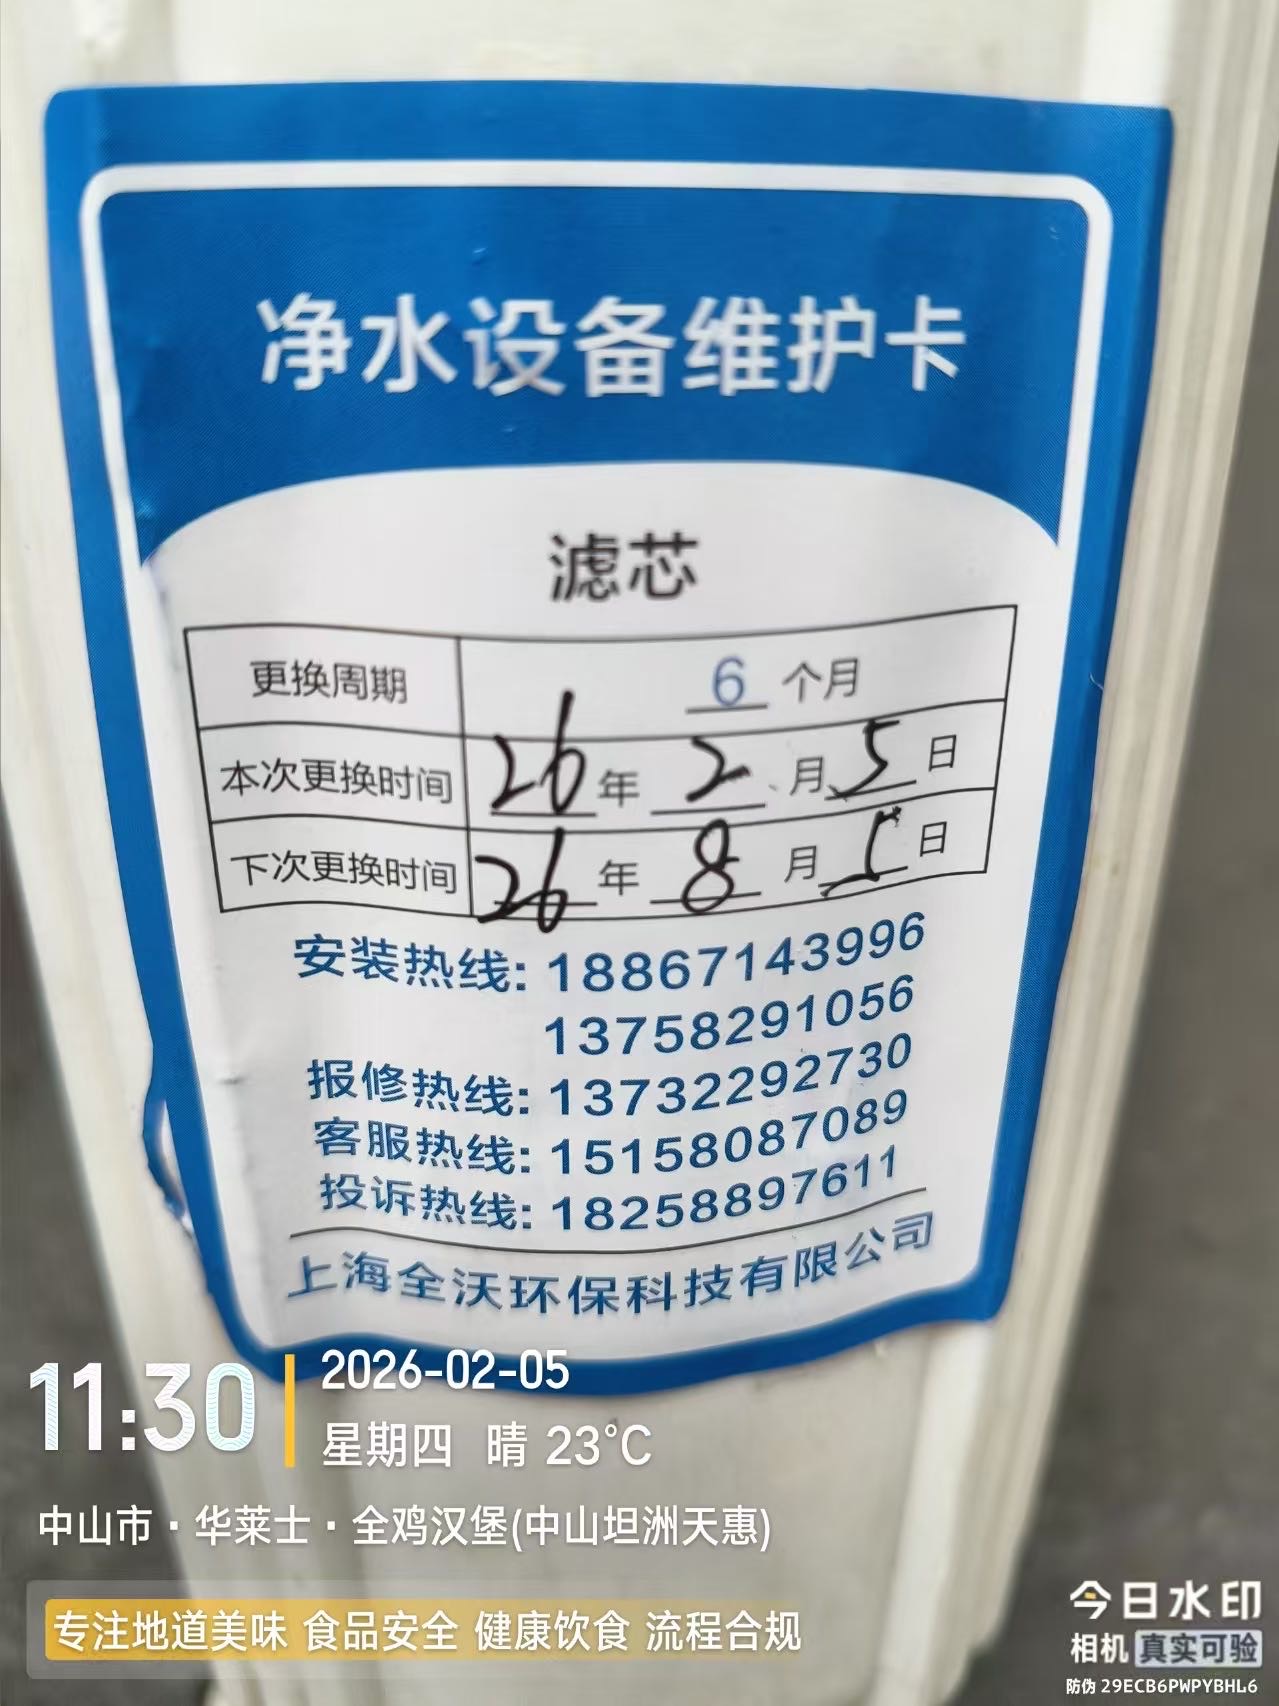 净水设备维护卡
滤芯
更换周期 6 个月
本次更换时间 26 年 2 月 5 日
下次更换时间 26 年 8 月 5 日
安装热线: 18867143996
13758291056
报修热线: 13732292730
客服热线: 15158087089
投诉热线: 18258897611
上海全沃环保科技有限公司
11:30
2026-02-05
星期四 晴 23°C
中山市·华莱士·全鸡汉堡(中山坦洲天惠)
专注地道美味 食品安全 健康饮食 流程合规
今日水印
相机 真实可验
防伪 29ECB6PWPYBHL6